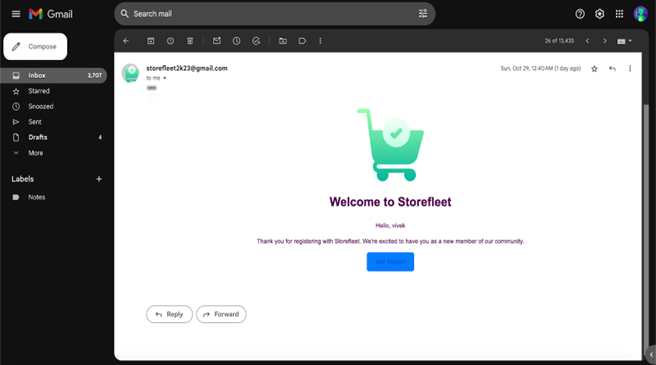 Gmail
Search mail
Compose
26 of 13,435
Inbox 3,707
Starred
Snoozed
Sent
Drafts 4
More
Labels
Notes
storefleet2k23@gmail.com
Sun, Oct 29, 12:40 AM (1 day ago)
to me
Welcome to Storefleet
Hello, vivek
Thank you for registering with Storefleet. We're excited to have you as a new member of our community.
Get Started
Reply
Forward